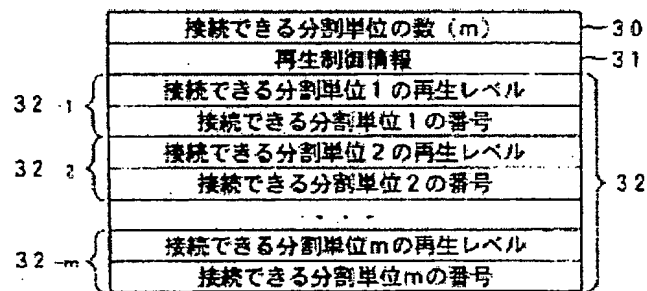 接続できる分割単位の数(m) 30
再生制御情報 31
接続できる分割単位1の再生レベル
32-1
接続できる分割単位1の番号
接続できる分割単位2の再生レベル
32-2 32
接続できる分割単位2の番号
・・・・
接続できる分割単位mの再生レベル
32-m
接続できる分割単位mの番号